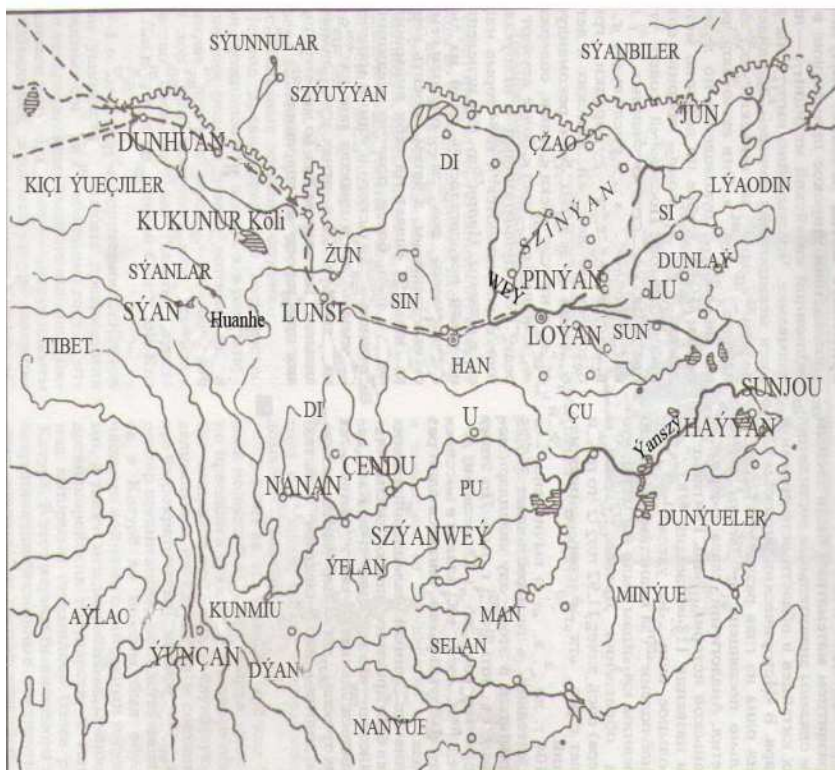 SÝUNNULAR
SÝANBILER
SZÝUÝÝAN
JUN
DUNHUAN
DI
ÇŽAO
LÝAODIN
KIÇI ÝUEÇJILER
SZINÝAN
SI
KUKUNUR Köli
ŽUN
DUNLAÝ
SÝANLAR
WEÝ
PINÝAN
SÝAN
SIN
LU
Huanhe
LUNSI
LOÝAN
SUN
TIBET
HAN
SUNJOU
DI
ÇU
U
Ýanszy
HAÝÝAN
ÇENDU
NANAN
PU
DUNÝUELER
SZÝANWEÝ
ÝELAN
AÝLAO
KUNMIU
MAN
MINÝUE
ÝUNÇAN
DÝAN
SELAN
NANÝUE